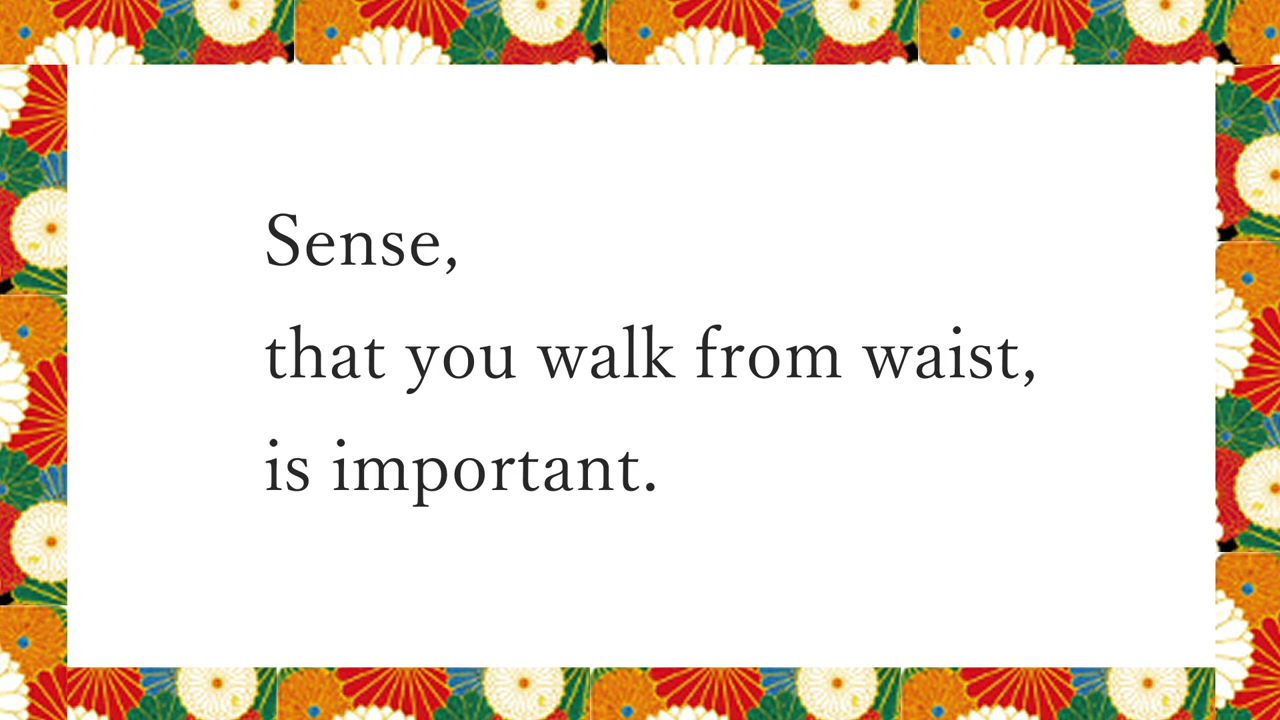 Sense,
that you walk from waist,
is important.